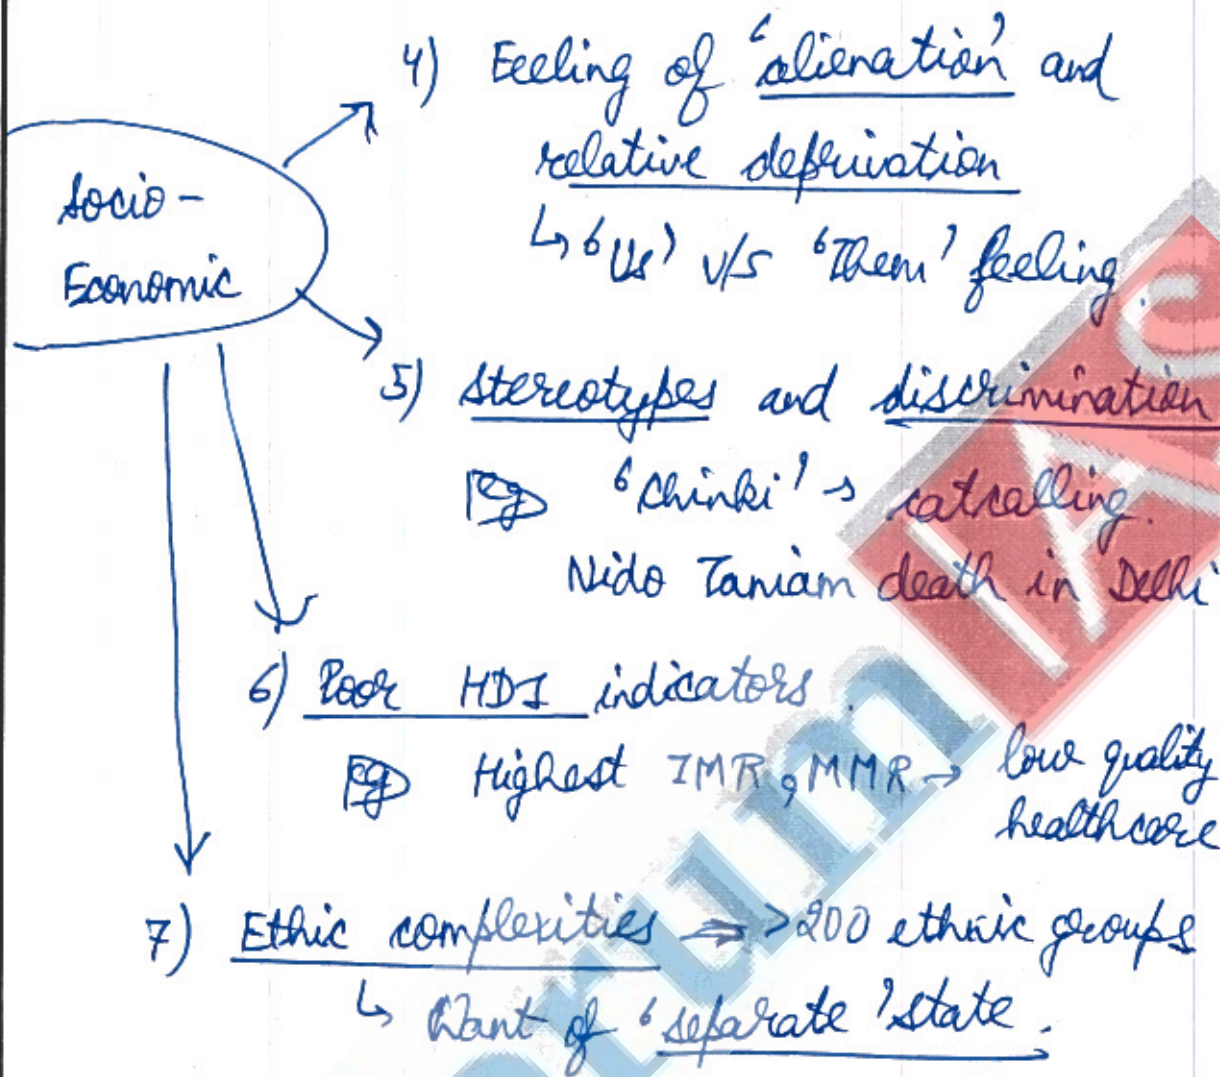 4) Feeling of 'alienation' and
relative deprivation
↳ 'Us' v/s 'Them' feeling.
Socio-
Economic
5) Stereotypes and discrimination
Eg 'Chinki' → catcalling.
Nido Taniam death in Delhi
6) Poor HDI indicators.
Eg Highest IMR, MMR → low quality
healthcare
7) Ethic complexities ⇒ >200 ethnic groups
↳ Want of 'separate' state.
IAS
rum